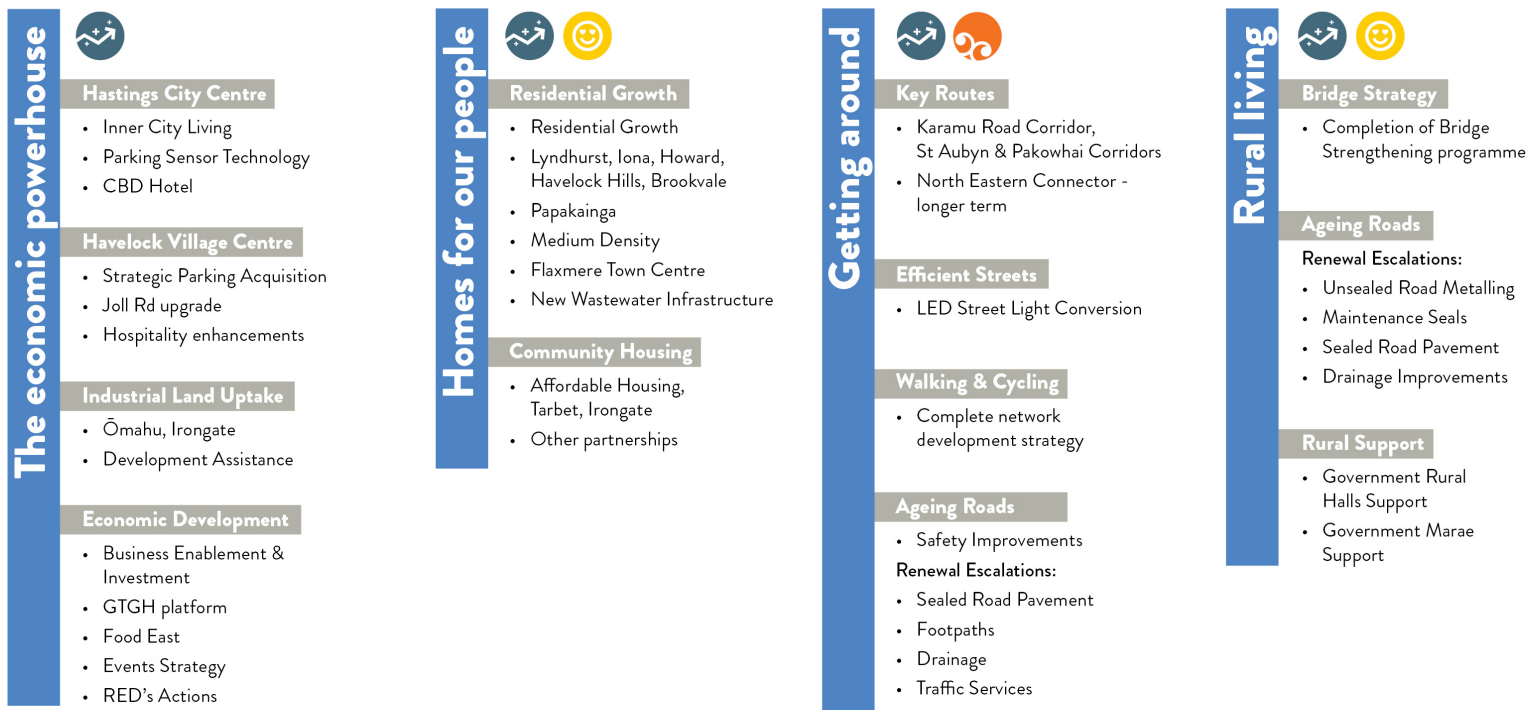 The economic powerhouse
Hastings City Centre
• Inner City Living
• Parking Sensor Technology
• CBD Hotel
Havelock Village Centre
• Strategic Parking Acquisition
• Joll Rd upgrade
• Hospitality enhancements
Industrial Land Uptake
• Ōmahu, Irongate
• Development Assistance
Economic Development
• Business Enablement &
Investment
• GTGH platform
• Food East
• Events Strategy
• RED’s Actions
Homes for our people
Residential Growth
• Residential Growth
• Lyndhurst, Iona, Howard,
Havelock Hills, Brookvale
• Papakainga
• Medium Density
• Flaxmere Town Centre
• New Wastewater Infrastructure
Community Housing
• Affordable Housing,
Tarbet, Irongate
• Other partnerships
Getting around
Key Routes
• Karamu Road Corridor,
St Aubyn & Pakowhai Corridors
• North Eastern Connector -
longer term
Efficient Streets
• LED Street Light Conversion
Walking & Cycling
• Complete network
development strategy
Ageing Roads
• Safety Improvements
Renewal Escalations:
• Sealed Road Pavement
• Footpaths
• Drainage
• Traffic Services
Rural living
Bridge Strategy
• Completion of Bridge
Strengthening programme
Ageing Roads
Renewal Escalations:
• Unsealed Road Metalling
• Maintenance Seals
• Sealed Road Pavement
• Drainage Improvements
Rural Support
• Government Rural
Halls Support
• Government Marae
Support